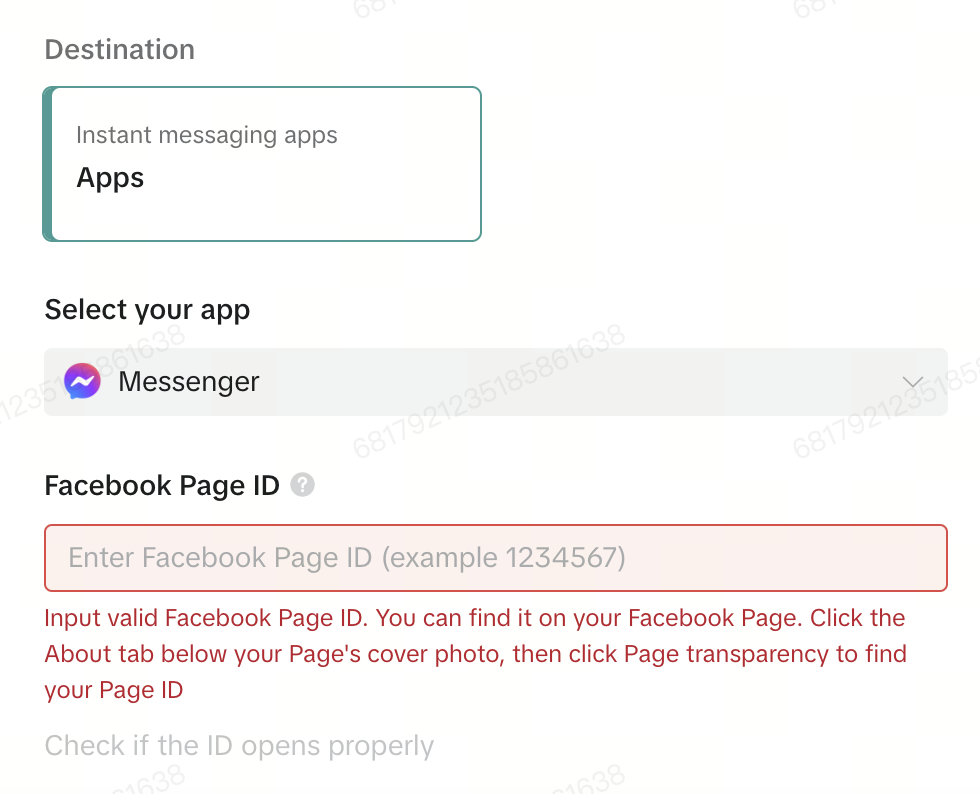 Destination
Instant messaging apps
Apps
Select your app
Messenger
Facebook Page ID ?
Enter Facebook Page ID (example 1234567)
Input valid Facebook Page ID. You can find it on your Facebook Page. Click the
About tab below your Page's cover photo, then click Page transparency to find
your Page ID
Check if the ID opens properly